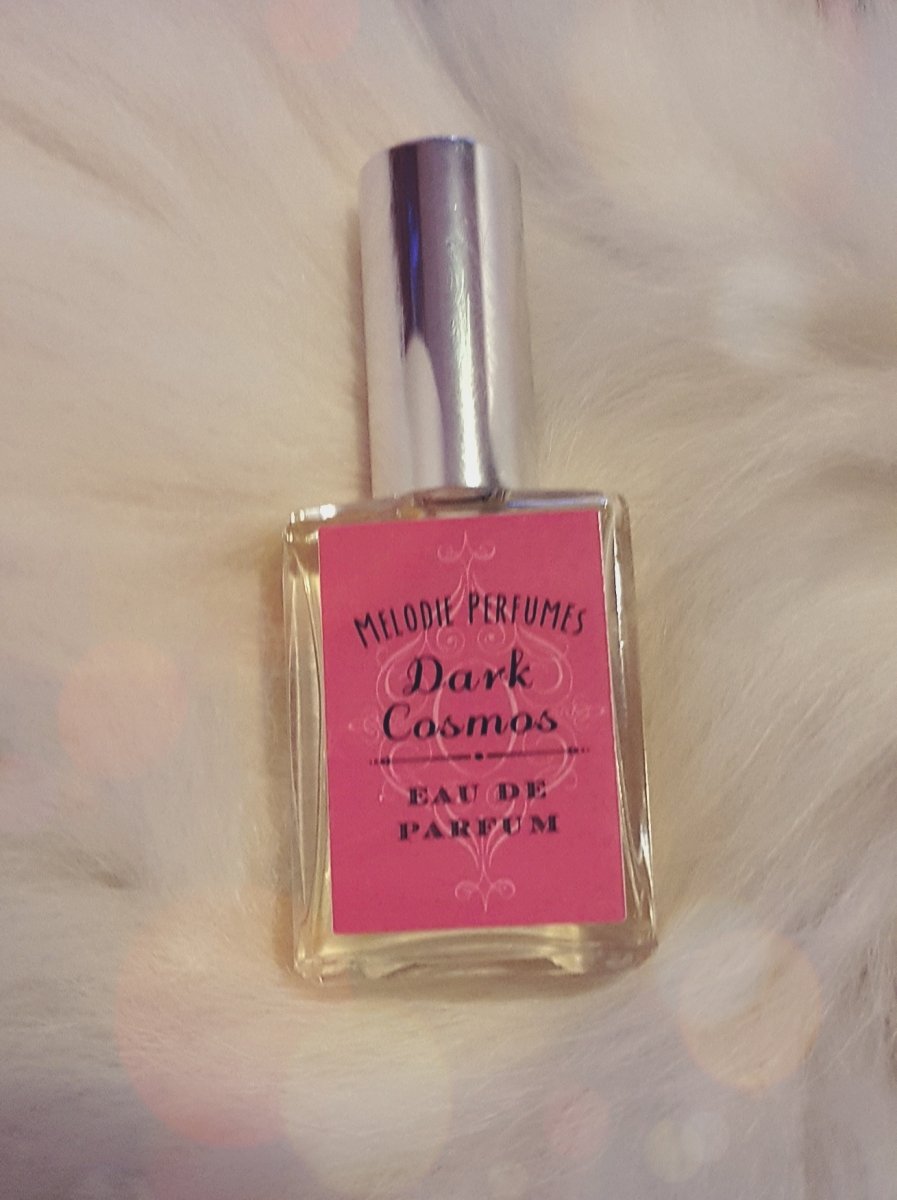 MELODIE PERFUMES
Dark
Cosmos
EAU DE
PARFUM